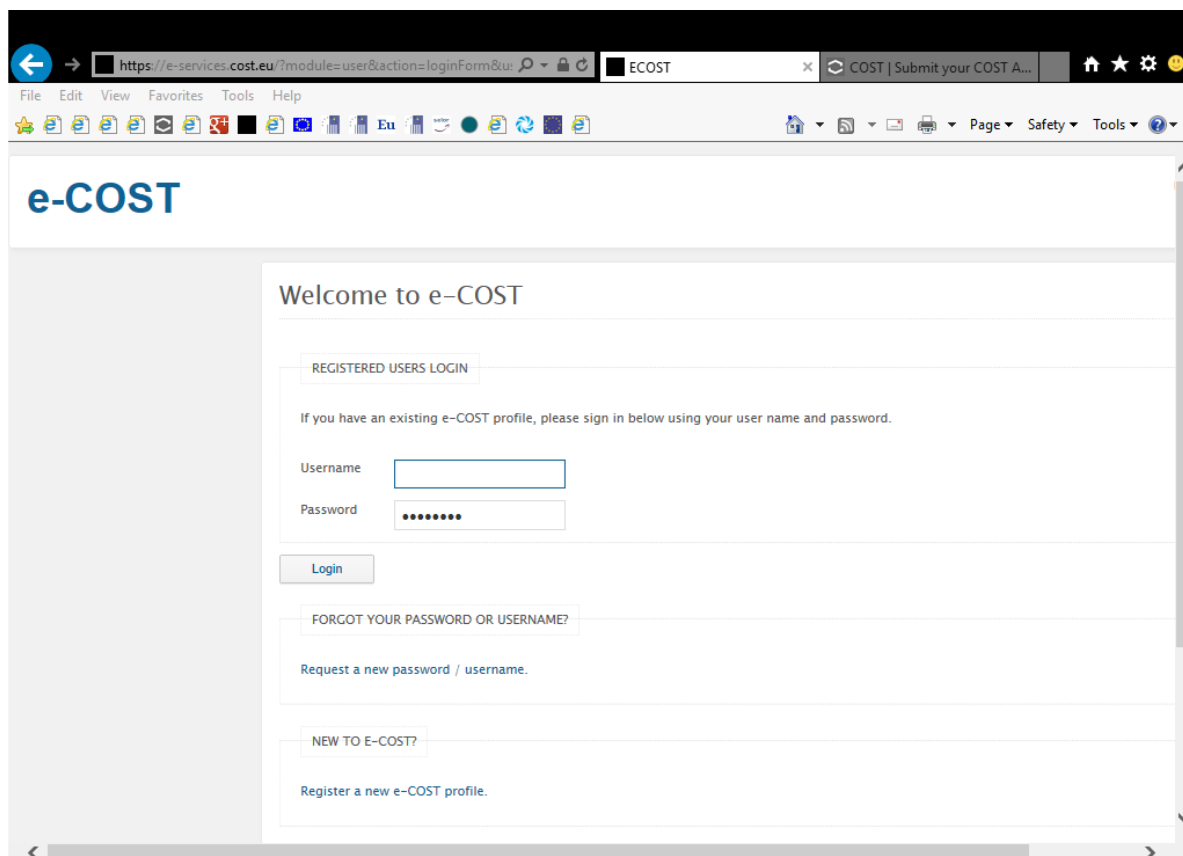 https://e-services.cost.eu/?module=user&action=loginForm&u:
ECOST
COST | Submit your COST A...
File Edit View Favorites Tools Help
Eu
Page Safety Tools
e-COST
Welcome to e-COST
REGISTERED USERS LOGIN
If you have an existing e-COST profile, please sign in below using your user name and password.
Username
Password
Login
FORGOT YOUR PASSWORD OR USERNAME?
Request a new password / username.
NEW TO E-COST?
Register a new e-COST profile.